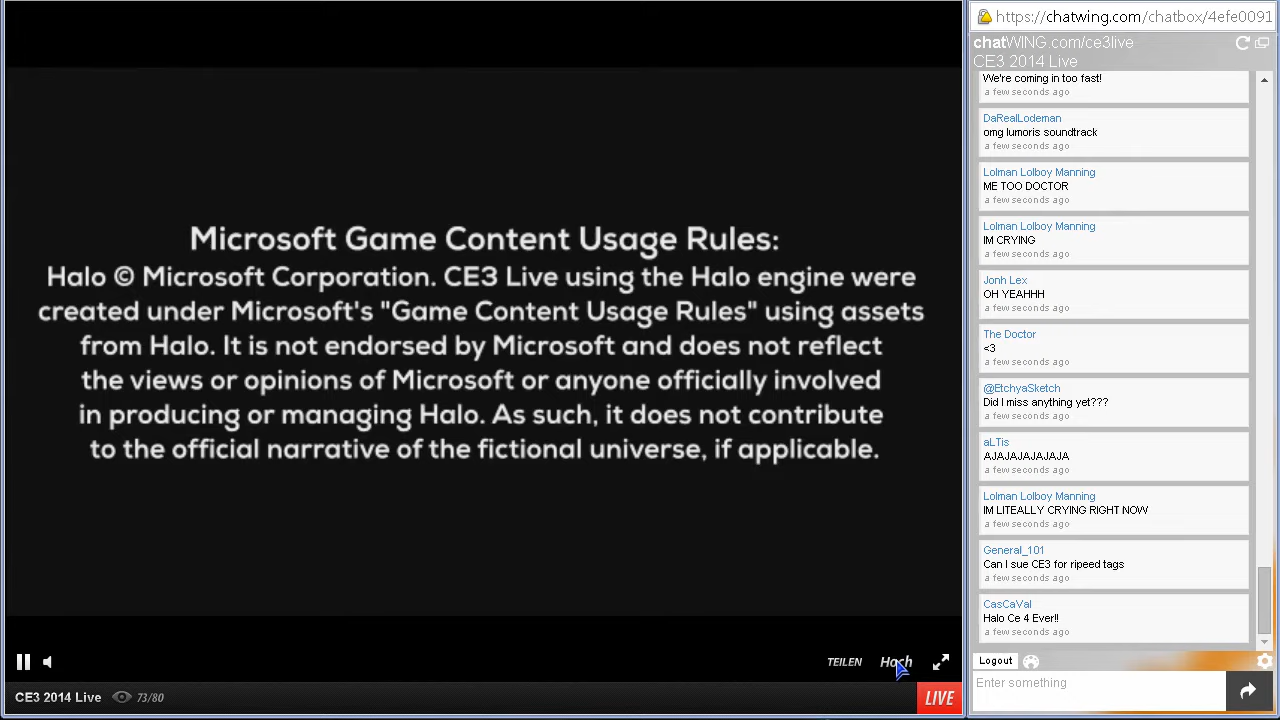 Microsoft Game Content Usage Rules:
Halo © Microsoft Corporation. CE3 Live using the Halo engine were
created under Microsoft's "Game Content Usage Rules" using assets
from Halo. It is not endorsed by Microsoft and does not reflect
the views or opinions of Microsoft or anyone officially involved
in producing or managing Halo. As such, it does not contribute
to the official narrative of the fictional universe, if applicable.
TEILEN
CE3 2014 Live
73/80
LIVE
https://chatwing.com/chatbox/4efe0091
chatWING.com/ce3live
CE3 2014 Live
We're coming in too fast!
a few seconds ago
DaRealLodeman
omg lumoris soundtrack
a few seconds ago
Lolman Lolboy Manning
ME TOO DOCTOR
a few seconds ago
Lolman Lolboy Manning
IM CRYING
a few seconds ago
Jonh Lex
OH YEAHHH
a few seconds ago
The Doctor
<3
a few seconds ago
@EtchyaSketch
Did I miss anything yet???
a few seconds ago
aLTis
AJAJAJAJAJAJA
a few seconds ago
Lolman Lolboy Manning
IM LITEALLY CRYING RIGHT NOW
a few seconds ago
General_101
Can I sue CE3 for ripeed tags
a few seconds ago
CasCaVal
Halo Ce 4 Ever!!
a few seconds ago
Logout
Enter something